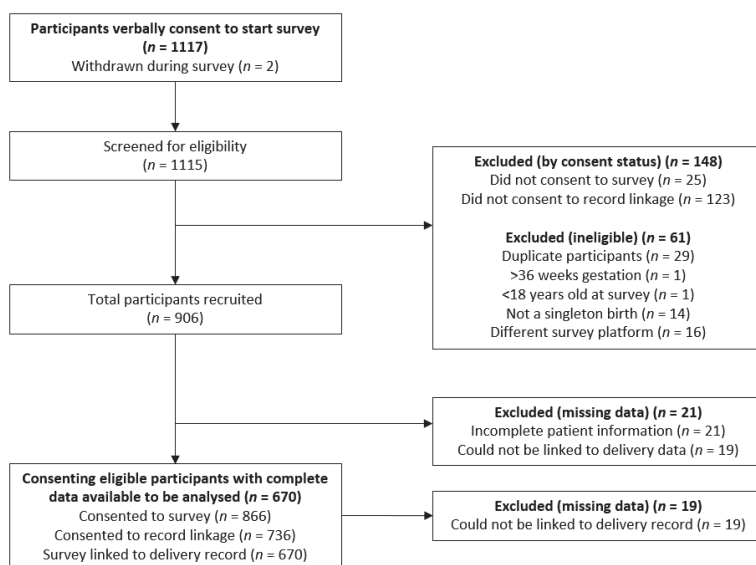 Participants verbally consent to start survey
(n = 1117)
Withdrawn during survey (n = 2)
Screened for eligibility
(n = 1115)
Excluded (by consent status) (n = 148)
Did not consent to survey (n = 25)
Did not consent to record linkage (n = 123)
Excluded (ineligible) (n = 61)
Duplicate participants (n = 29)
>36 weeks gestation (n = 1)
<18 years old at survey (n = 1)
Not a singleton birth (n = 14)
Different survey platform (n = 16)
Total participants recruited
(n = 906)
Excluded (missing data) (n = 21)
Incomplete patient information (n = 21)
Could not be linked to delivery data (n = 19)
Consenting eligible participants with complete
data available to be analysed (n = 670)
Consented to survey (n = 866)
Consented to record linkage (n = 736)
Survey linked to delivery record (n = 670)
Excluded (missing data) (n = 19)
Could not be linked to delivery record (n = 19)